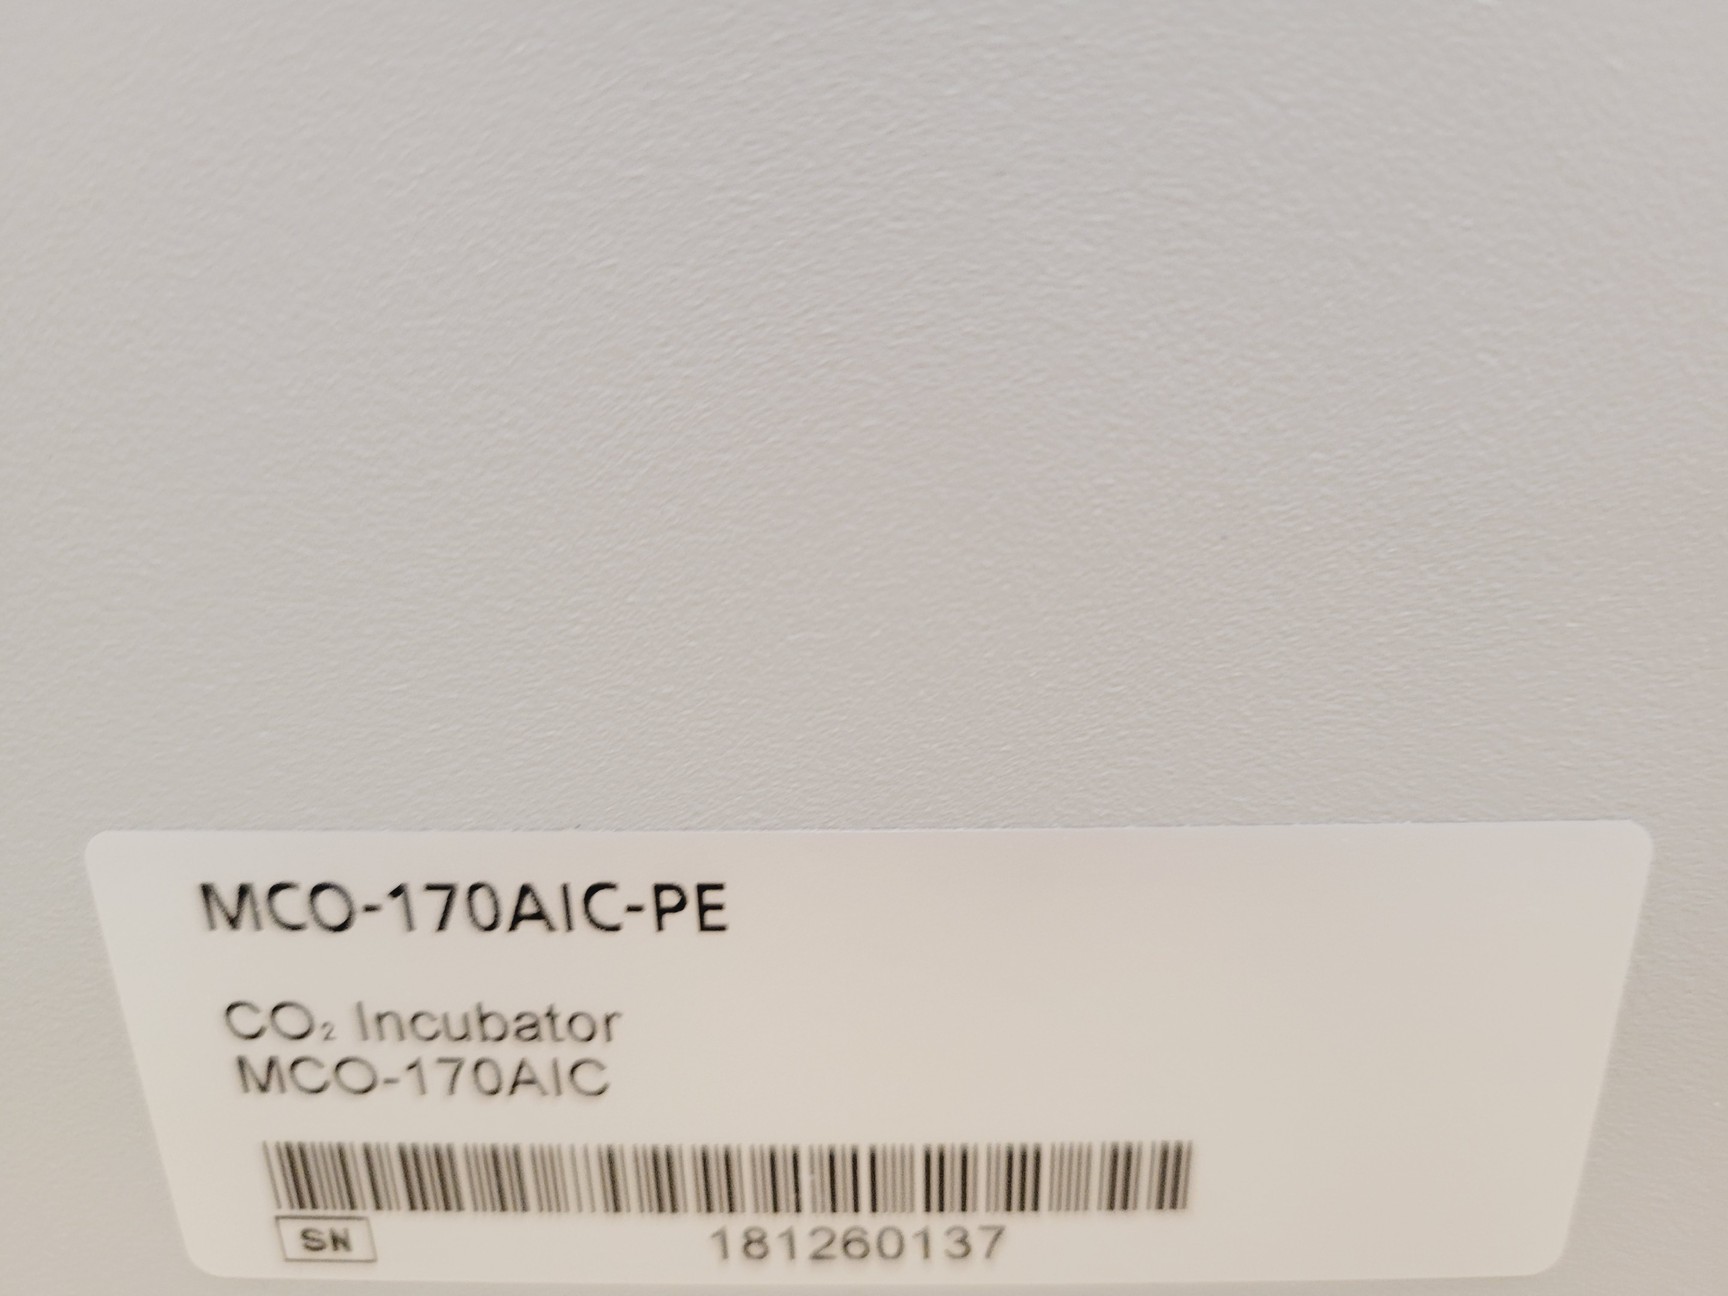 MCO-170AIC-PE
CO₂ Incubator
MCO-170AIC
SN 181260137